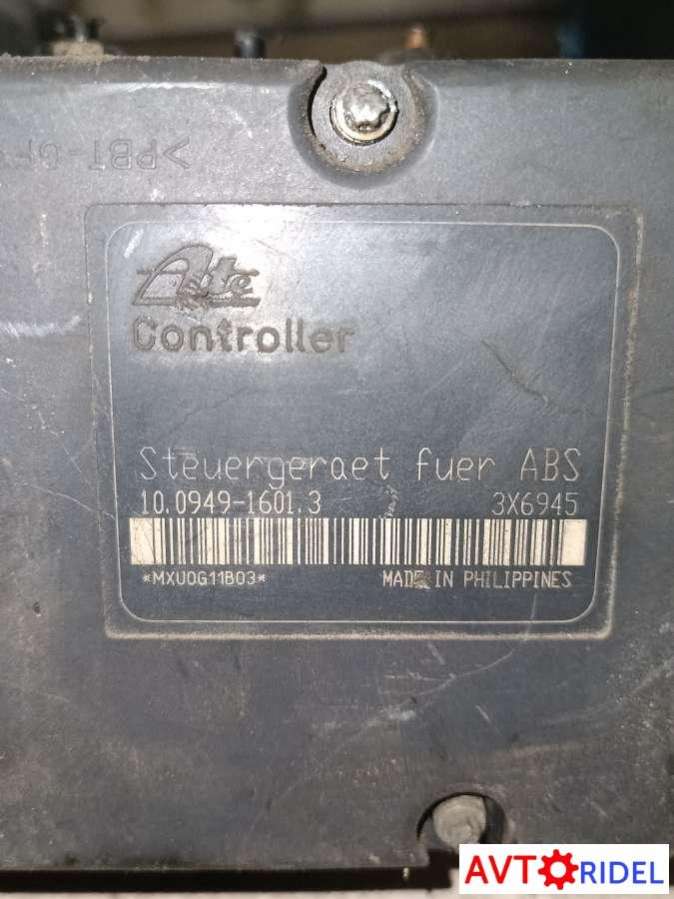 >PBT GF
Ate
Controller
Steuergeraet fuer ABS
10.0949-1601.3 3X6945
*MXU0G11B03* MADE IN PHILIPPINES
AVTORIDEL